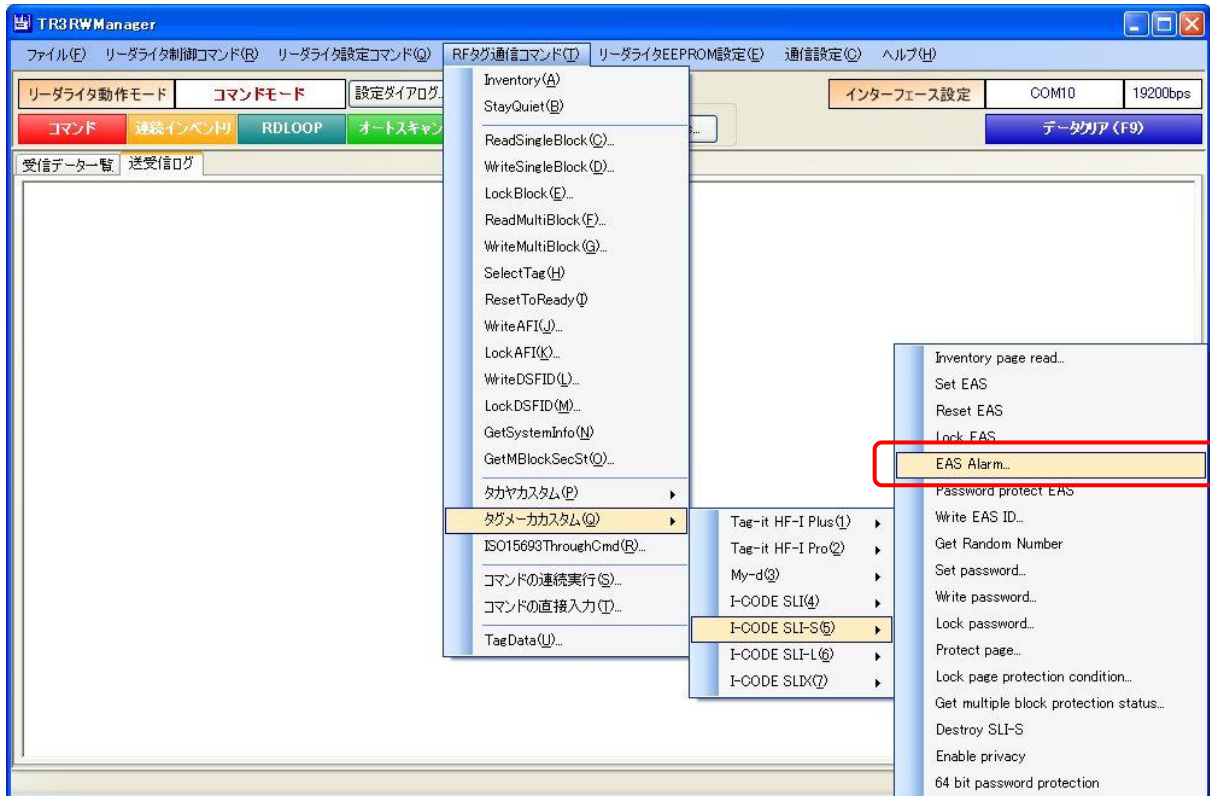 TR3RWManager
ファイル(F) リーダライタ制御コマンド(R) リーダライタ設定コマンド(Q) RFタグ通信コマンド(T) リーダライタEEPROM設定(E) 通信設定(C) ヘルプ(H)
リーダライタ動作モード コマンドモード 設定ダイアログ... インターフェース設定 COM10 19200bps
コマンド 連続インベントリ RDLOOP オートスキャン データクリア(F9)
受信データ一覧 送受信ログ
Inventory(A)
StayQuiet(B)
ReadSingleBlock(C)...
WriteSingleBlock(D)...
LockBlock(E)...
ReadMultiBlock(F)...
WriteMultiBlock(G)...
SelectTag(H)
ResetToReady(I)
WriteAFI(J)...
LockAFI(K)...
WriteDSFID(L)...
LockDSFID(M)...
GetSystemInfo(N)
GetMBlockSecSt(O)...
タカヤカスタム(P)
タグメーカカスタム(Q)
ISO15693ThroughCmd(R)...
コマンドの連続実行(S)...
コマンドの直接入力(T)...
TagData(U)...
Tag-it HF-I Plus(1)
Tag-it HF-I Pro(2)
My-d(3)
I-CODE SLI(4)
I-CODE SLI-S(5)
I-CODE SLI-L(6)
I-CODE SLIX(7)
Inventory page read...
Set EAS
Reset EAS
Lock EAS
EAS Alarm...
Password protect EAS
Write EAS ID...
Get Random Number
Set password...
Write password...
Lock password...
Protect page...
Lock page protection condition...
Get multiple block protection status...
Destroy SLI-S
Enable privacy
64 bit password protection